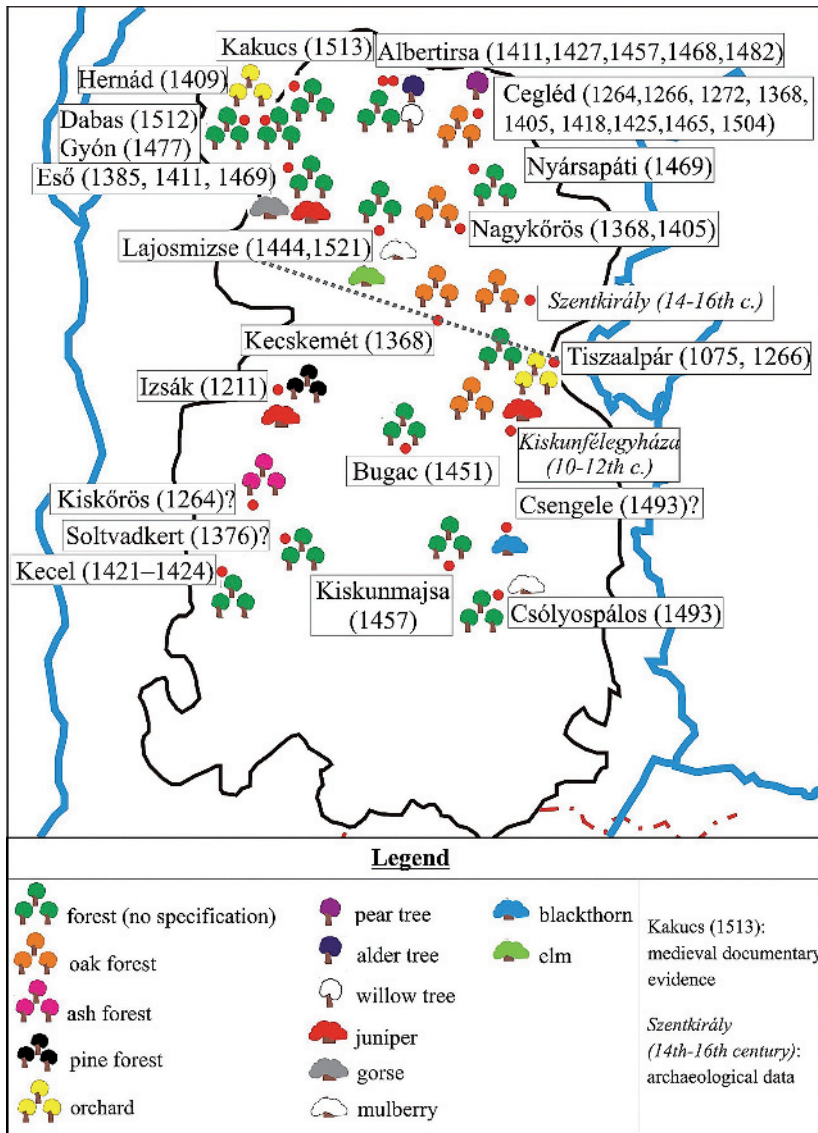 Kakucs (1513)
Albertirsa (1411,1427,1457,1468,1482)
Hernád (1409)
Cegléd (1264,1266, 1272, 1368,
1405, 1418,1425,1465, 1504)
Dabas (1512)
Gyón (1477)
Nyársapáti (1469)
Eső (1385, 1411, 1469)
Nagykőrös (1368,1405)
Lajosmizse (1444,1521)
Szentkirály (14-16th c.)
Kecskemét (1368)
Tiszaalpár (1075, 1266)
Izsák (1211)
Kiskunfélegyháza
(10-12th c.)
Bugac (1451)
Kiskőrös (1264)?
Csengele (1493)?
Soltvadkert (1376)?
Kecel (1421–1424)
Kiskunmajsa
(1457)
Csólyospálos (1493)
Legend
forest (no specification)
oak forest
ash forest
pine forest
orchard
pear tree
alder tree
willow tree
juniper
gorse
mulberry
blackthorn
elm
Kakucs (1513):
medieval documentary
evidence
Szentkirály
(14th-16th century):
archaeological data